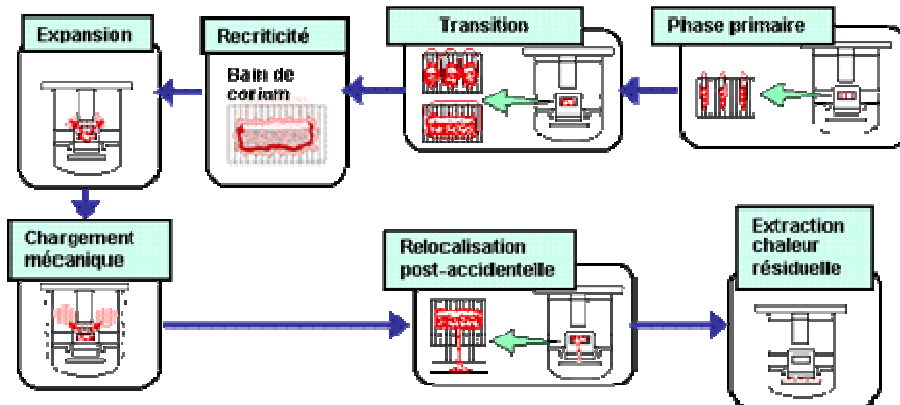 Expansion
Recriticité
Transition
Phase primaire
Bain de
corium
Chargement
mécanique
Relocalisation
post-accidentelle
Extraction
chaleur
résiduelle